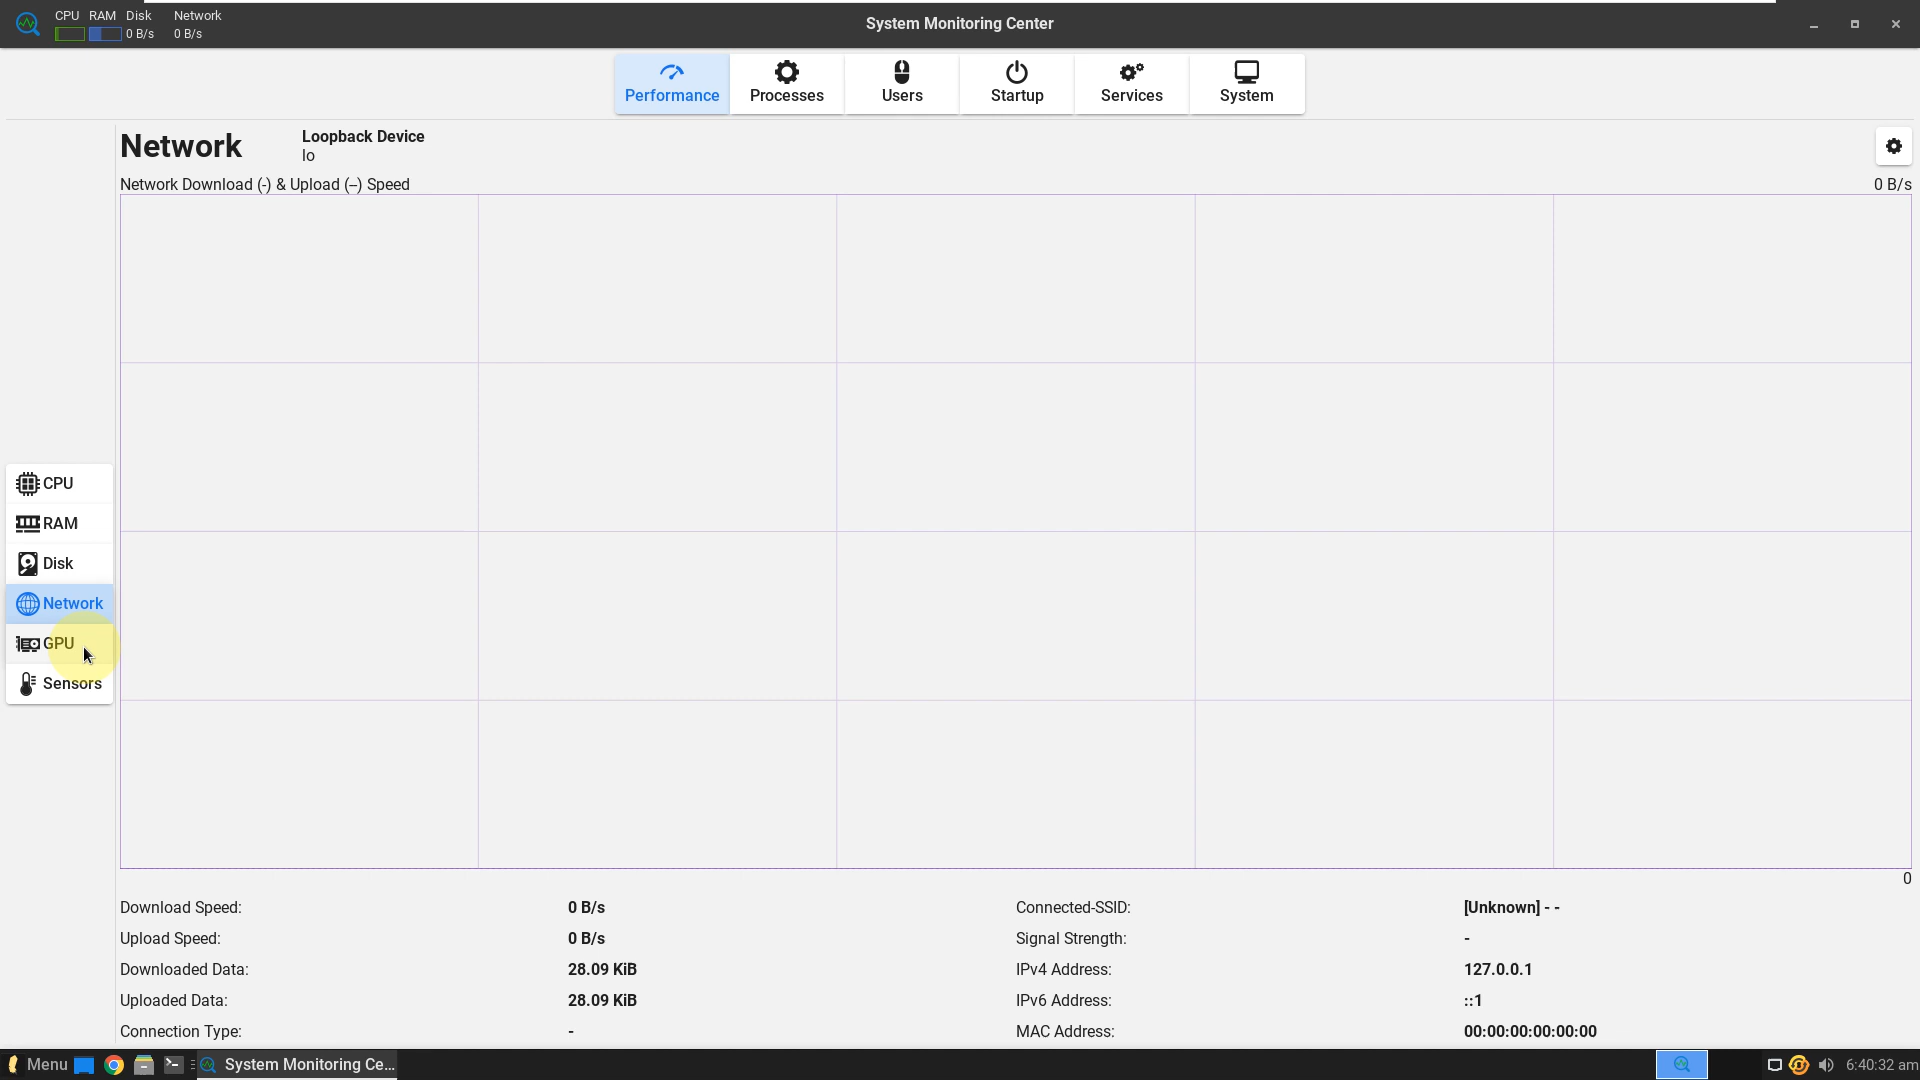 CPU RAM Disk Network
0 B/s 0 B/s
System Monitoring Center
Performance Processes Users Startup Services System
Network
Loopback Device
lo
Network Download (-) & Upload (--) Speed
0 B/s
CPU
RAM
Disk
Network
GPU
Sensors
0
Download Speed: 0 B/s
Upload Speed: 0 B/s
Downloaded Data: 28.09 KiB
Uploaded Data: 28.09 KiB
Connection Type: -
Connected-SSID: [Unknown] - -
Signal Strength: -
IPv4 Address: 127.0.0.1
IPv6 Address: ::1
MAC Address: 00:00:00:00:00:00
Menu System Monitoring Ce... 6:40:32 am